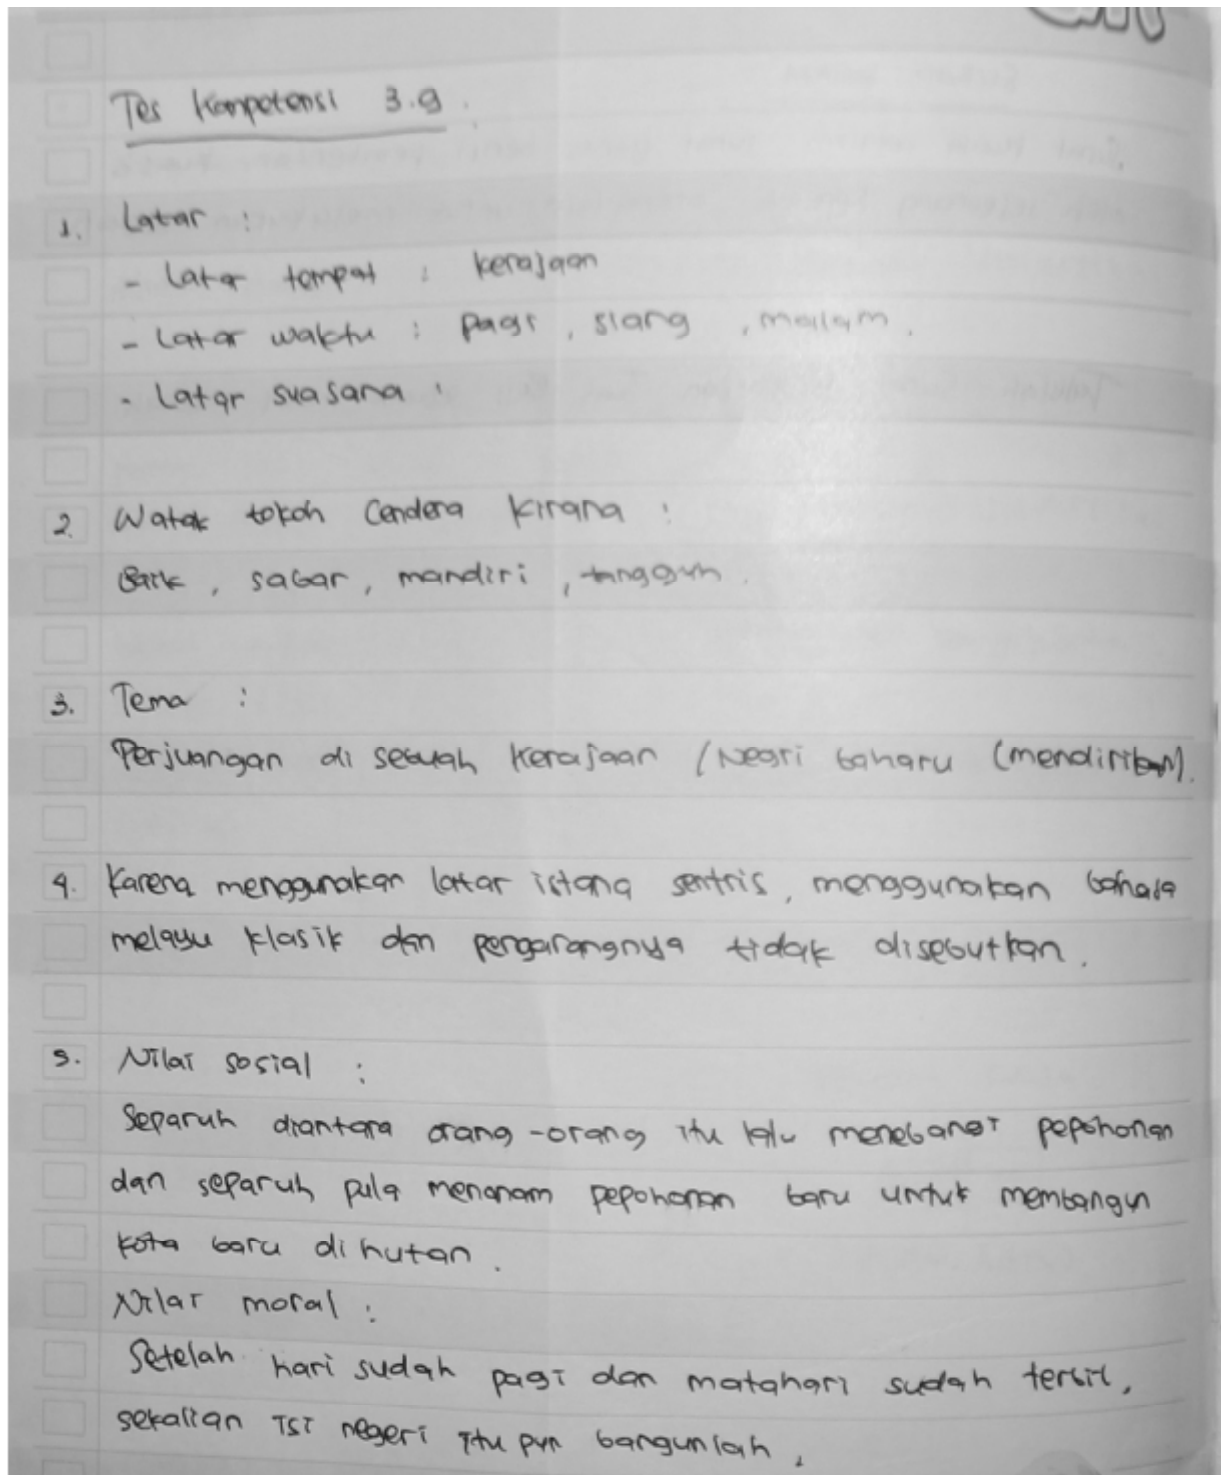 Tes Kompetensi 3.9.
1. Latar :
- Latar tempat : kerajaan
- Latar waktu : pagi, siang, malam.
- Latar suasana :
2. Watak tokoh Cendera Kirana :
Baik, sabar, mandiri, tangguh.
3. Tema :
Perjuangan di sebuah kerajaan / Negri baharu (mendirikan).
4. Karena menggunakan latar istana sentris, menggunakan bahasa
melayu klasik dan pengarangnya tidak disebutkan.
5. Nilai sosial :
Separuh diantara orang-orang itu lalu menebangi pepohonan
dan separuh pula menanam pepohonan baru untuk membangun
kota baru di hutan.
Nilai moral :
Setelah hari sudah pagi dan matahari sudah terbit,
sekalian isi negeri itu pun bangunlah,